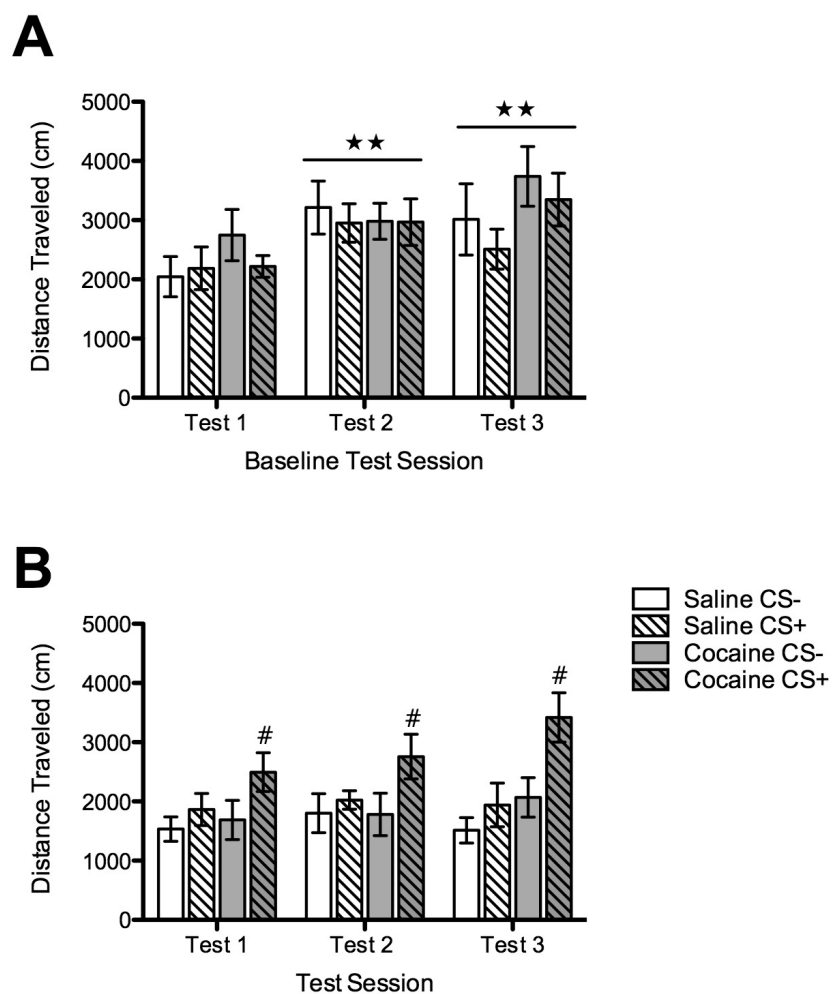 A
Distance Traveled (cm)
5000
4000
3000
2000
1000
0
★★
★★
Test 1
Test 2
Test 3
Baseline Test Session
B
Distance Traveled (cm)
5000
4000
3000
2000
1000
0
#
#
#
Test 1
Test 2
Test 3
Test Session
Saline CS-
Saline CS+
Cocaine CS-
Cocaine CS+